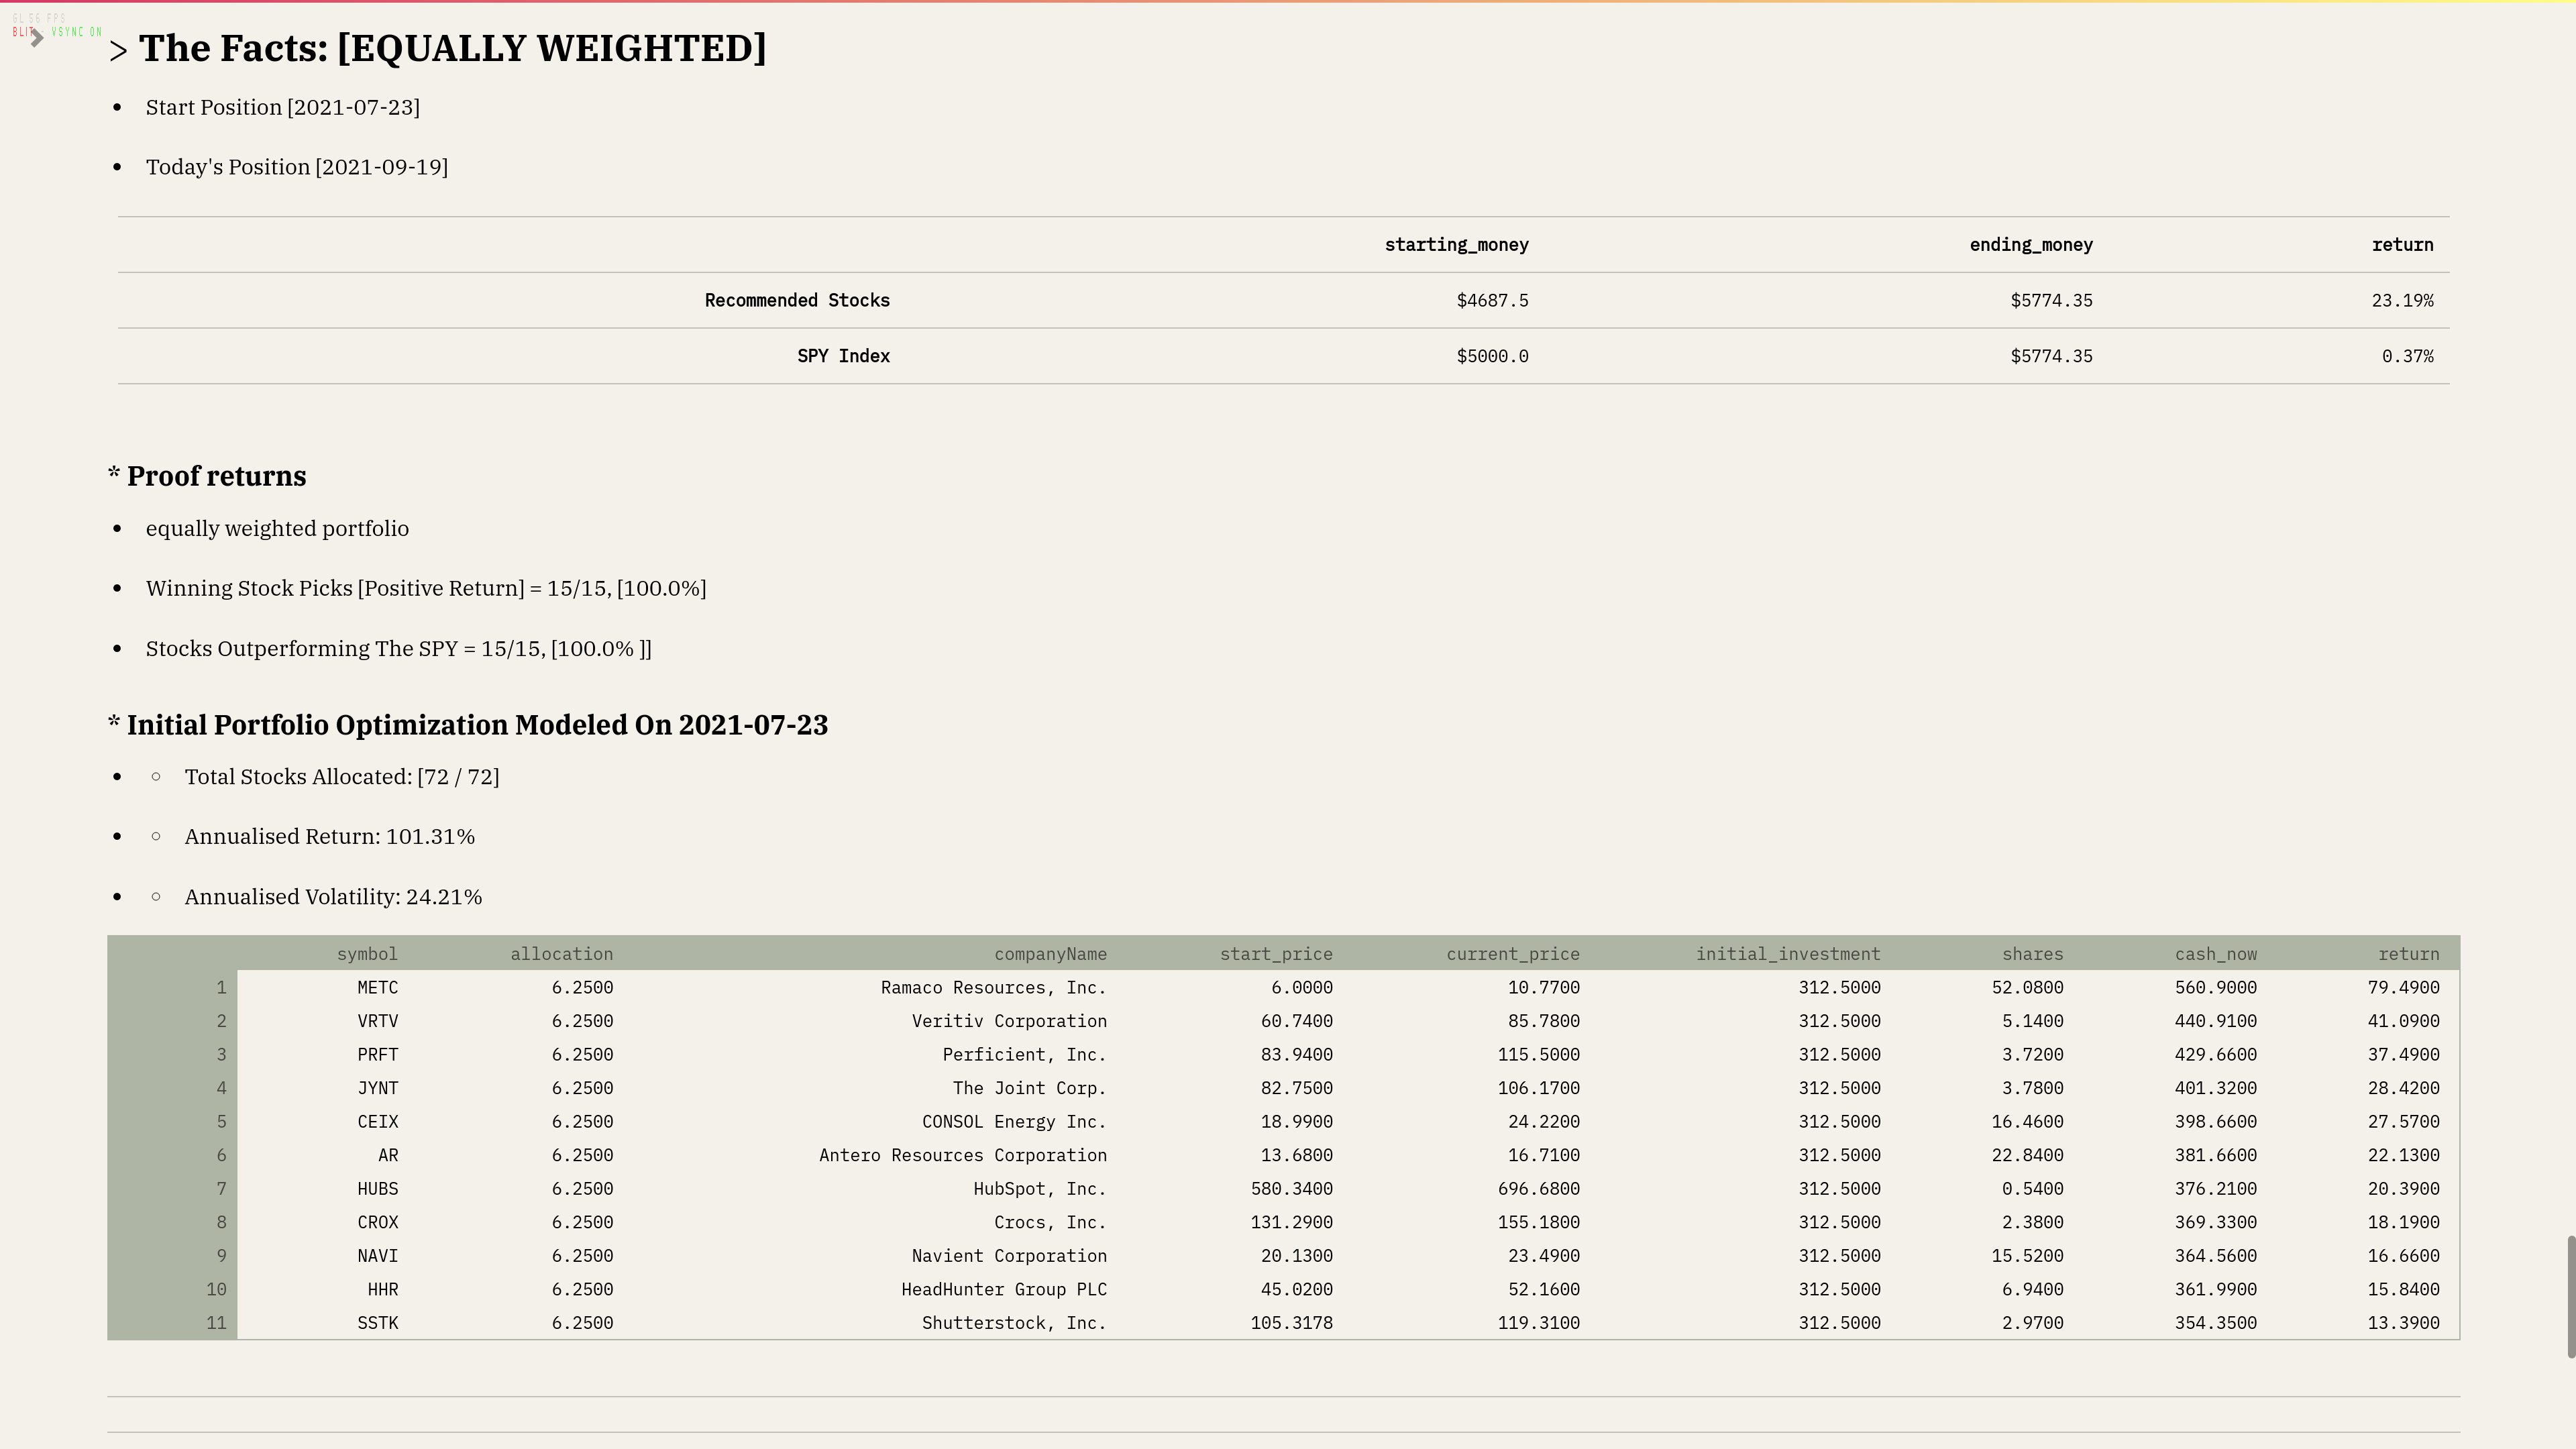 GL 56 FPS
BLIT - VSYNC ON
> The Facts: [EQUALLY WEIGHTED]
• Start Position [2021-07-23]
• Today's Position [2021-09-19]
starting_money ending_money return
Recommended Stocks $4687.5 $5774.35 23.19%
SPY Index $5000.0 $5774.35 0.37%
* Proof returns
• equally weighted portfolio
• Winning Stock Picks [Positive Return] = 15/15, [100.0%]
• Stocks Outperforming The SPY = 15/15, [100.0% ]]
* Initial Portfolio Optimization Modeled On 2021-07-23
• ○ Total Stocks Allocated: [72 / 72]
• ○ Annualised Return: 101.31%
• ○ Annualised Volatility: 24.21%
symbol allocation companyName start_price current_price initial_investment shares cash_now return
1 METC 6.2500 Ramaco Resources, Inc. 6.0000 10.7700 312.5000 52.0800 560.9000 79.4900
2 VRTV 6.2500 Veritiv Corporation 60.7400 85.7800 312.5000 5.1400 440.9100 41.0900
3 PRFT 6.2500 Perficient, Inc. 83.9400 115.5000 312.5000 3.7200 429.6600 37.4900
4 JYNT 6.2500 The Joint Corp. 82.7500 106.1700 312.5000 3.7800 401.3200 28.4200
5 CEIX 6.2500 CONSOL Energy Inc. 18.9900 24.2200 312.5000 16.4600 398.6600 27.5700
6 AR 6.2500 Antero Resources Corporation 13.6800 16.7100 312.5000 22.8400 381.6600 22.1300
7 HUBS 6.2500 HubSpot, Inc. 580.3400 696.6800 312.5000 0.5400 376.2100 20.3900
8 CROX 6.2500 Crocs, Inc. 131.2900 155.1800 312.5000 2.3800 369.3300 18.1900
9 NAVI 6.2500 Navient Corporation 20.1300 23.4900 312.5000 15.5200 364.5600 16.6600
10 HHR 6.2500 HeadHunter Group PLC 45.0200 52.1600 312.5000 6.9400 361.9900 15.8400
11 SSTK 6.2500 Shutterstock, Inc. 105.3178 119.3100 312.5000 2.9700 354.3500 13.3900